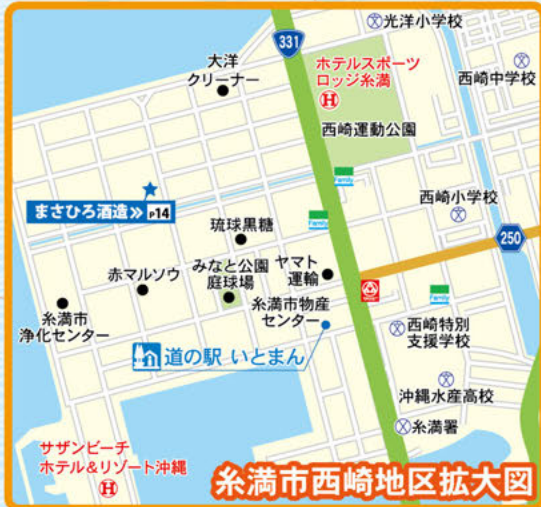 光洋小学校
331
大洋
クリーナー
ホテルスポーツ
ロッジ糸満
西崎中学校
西崎運動公園
Family
まさひろ酒造≫ P14
西崎小学校
Family
琉球黒糖
250
赤マルソウ
みなと公園
庭球場
ヤマト
運輸
糸満市
浄化センター
糸満市物産
センター
Family
道の駅 いとまん
西崎特別
支援学校
沖縄水産高校
糸満署
サザンビーチ
ホテル&リゾート沖縄
糸満市西崎地区拡大図